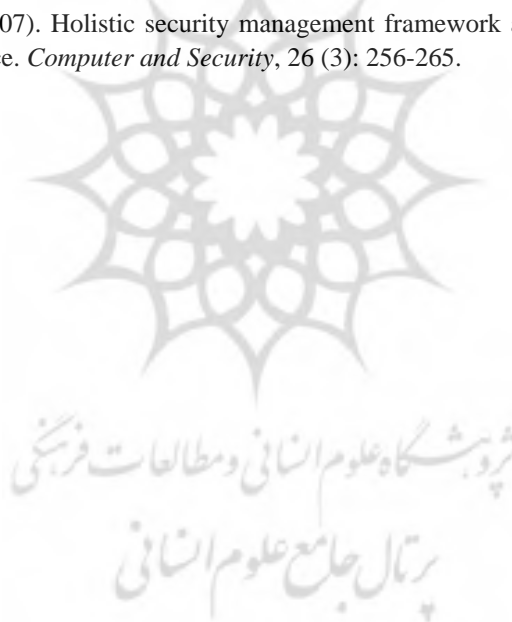 07). Holistic security management framework
ce. Computer and Security, 26 (3): 256-265.
پژوهشگاه علوم انسانی و مطالعات فرهنگی
پرتال جامع علوم انسانی